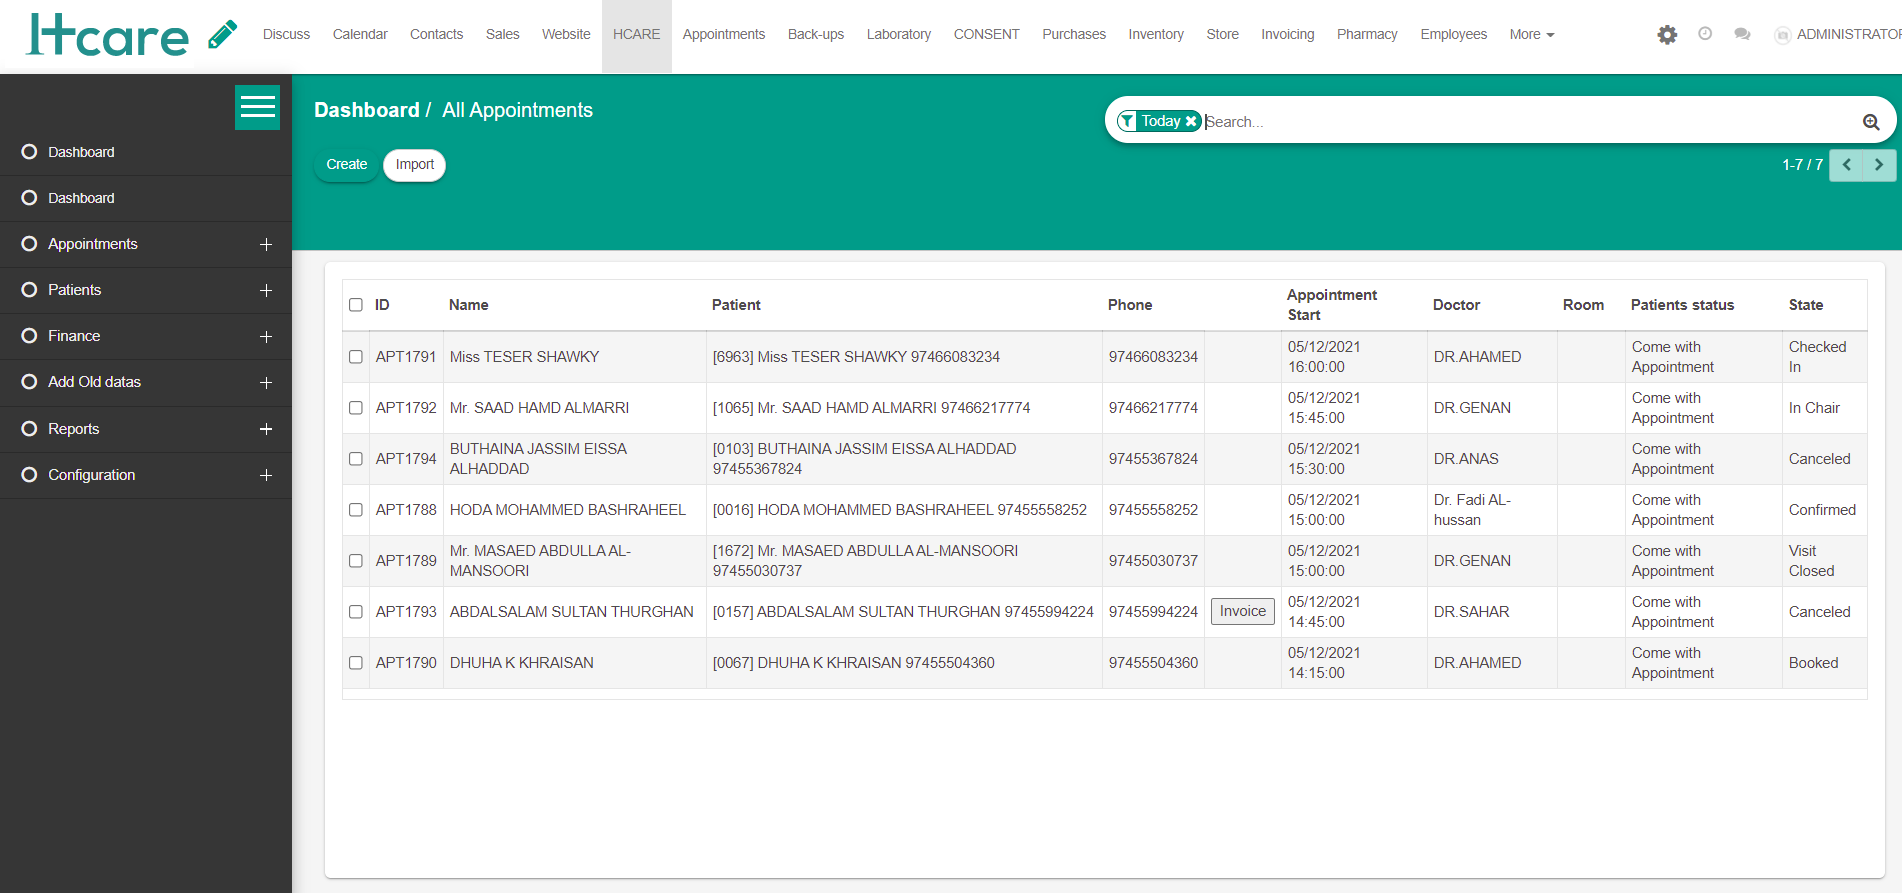 Htcare
Discuss Calendar Contacts Sales Website HCARE Appointments Back-ups Laboratory CONSENT Purchases Inventory Store Invoicing Pharmacy Employees More ADMINISTRATOR
Dashboard / All Appointments
Today Search...
Create Import
1-7 / 7
Dashboard
Dashboard
Appointments
Patients
Finance
Add Old datas
Reports
Configuration
ID Name Patient Phone Appointment Start Doctor Room Patients status State
APT1791 Miss TESER SHAWKY [6963] Miss TESER SHAWKY 97466083234 97466083234 05/12/2021 16:00:00 DR.AHAMED Come with Appointment Checked In
APT1792 Mr. SAAD HAMD ALMARRI [1065] Mr. SAAD HAMD ALMARRI 97466217774 97466217774 05/12/2021 15:45:00 DR.GENAN Come with Appointment In Chair
APT1794 BUTHAINA JASSIM EISSA ALHADDAD [0103] BUTHAINA JASSIM EISSA ALHADDAD 97455367824 97455367824 05/12/2021 15:30:00 DR.ANAS Come with Appointment Canceled
APT1788 HODA MOHAMMED BASHRAHEEL [0016] HODA MOHAMMED BASHRAHEEL 97455558252 97455558252 05/12/2021 15:00:00 Dr. Fadi AL-hussan Come with Appointment Confirmed
APT1789 Mr. MASAED ABDULLA AL-MANSOORI [1672] Mr. MASAED ABDULLA AL-MANSOORI 97455030737 97455030737 05/12/2021 15:00:00 DR.GENAN Come with Appointment Visit Closed
APT1793 ABDALSALAM SULTAN THURGHAN [0157] ABDALSALAM SULTAN THURGHAN 97455994224 97455994224 Invoice 05/12/2021 14:45:00 DR.SAHAR Come with Appointment Canceled
APT1790 DHUHA K KHRAISAN [0067] DHUHA K KHRAISAN 97455504360 97455504360 05/12/2021 14:15:00 DR.AHAMED Come with Appointment Booked